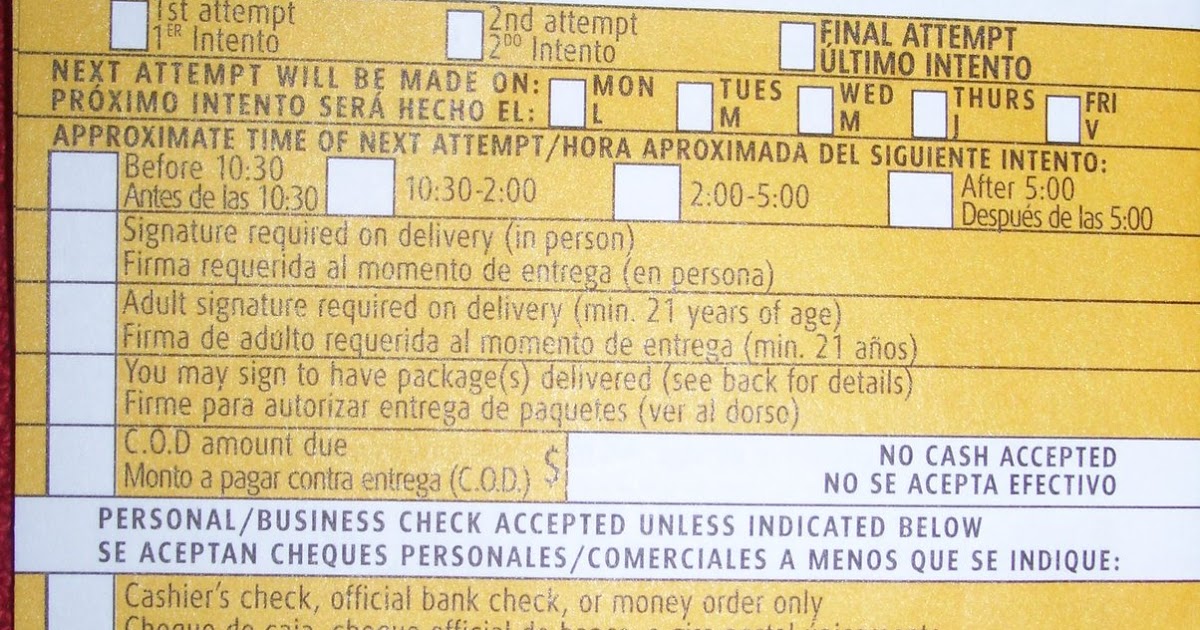 1st attempt
1ER Intento
2nd attempt
2DO Intento
FINAL ATTEMPT
ÚLTIMO INTENTO
NEXT ATTEMPT WILL BE MADE ON:
PRÓXIMO INTENTO SERÁ HECHO EL:
MON
L
TUES
M
WED
M
THURS
J
FRI
V
APPROXIMATE TIME OF NEXT ATTEMPT/HORA APROXIMADA DEL SIGUIENTE INTENTO:
Before 10:30
Antes de las 10:30
10:30-2:00
2:00-5:00
After 5:00
Después de las 5:00
Signature required on delivery (in person)
Firma requerida al momento de entrega (en persona)
Adult signature required on delivery (min. 21 years of age)
Firma de adulto requerida al momento de entrega (min. 21 años)
You may sign to have package(s) delivered (see back for details)
Firme para autorizar entrega de paquetes (ver al dorso)
C.O.D amount due
Monto a pagar contra entrega (C.O.D.)
$
NO CASH ACCEPTED
NO SE ACEPTA EFECTIVO
PERSONAL/BUSINESS CHECK ACCEPTED UNLESS INDICATED BELOW
SE ACEPTAN CHEQUES PERSONALES/COMERCIALES A MENOS QUE SE INDIQUE:
Cashier's check, official bank check, or money order only
Cheque de caja, cheque oficial de